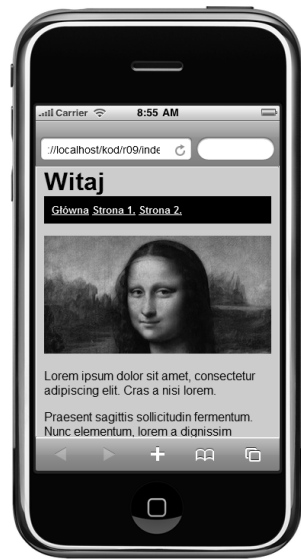 Carrier 8:55 AM
://localhost/kod/r09/inde
Witaj
Główna Strona 1. Strona 2.
Lorem ipsum dolor sit amet, consectetur
adipiscing elit. Cras a nisi lorem.
Praesent sagittis sollicitudin fermentum.
Nunc elementum, lorem a dignissim